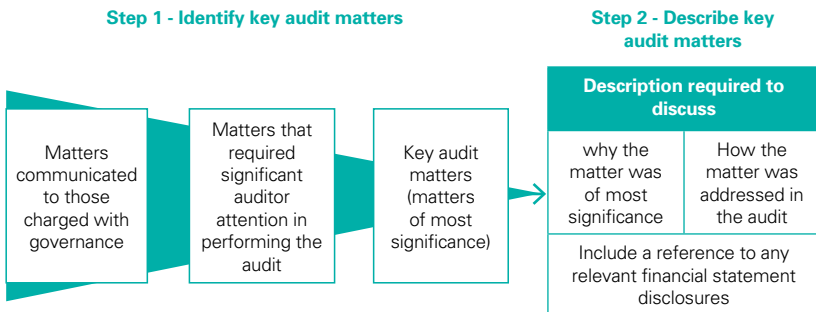 Step 1 - Identify key audit matters
Step 2 - Describe key
audit matters
Matters
communicated
to those
charged with
governance
Matters that
required
significant
auditor
attention in
performing the
audit
Key audit
matters
(matters
of most
significance)
Description required to
discuss
why the
matter was
of most
significance
How the
matter was
addressed in
the audit
Include a reference to any
relevant financial statement
disclosures